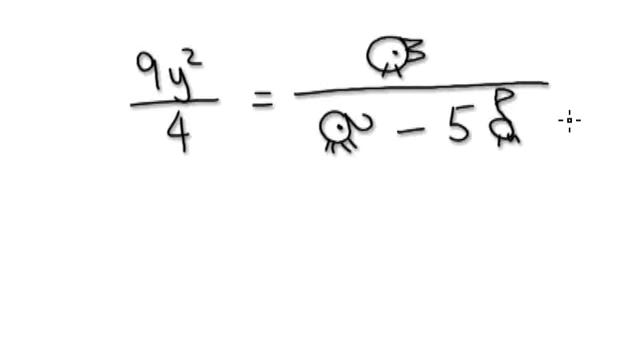 9y² / 4 = / − 5